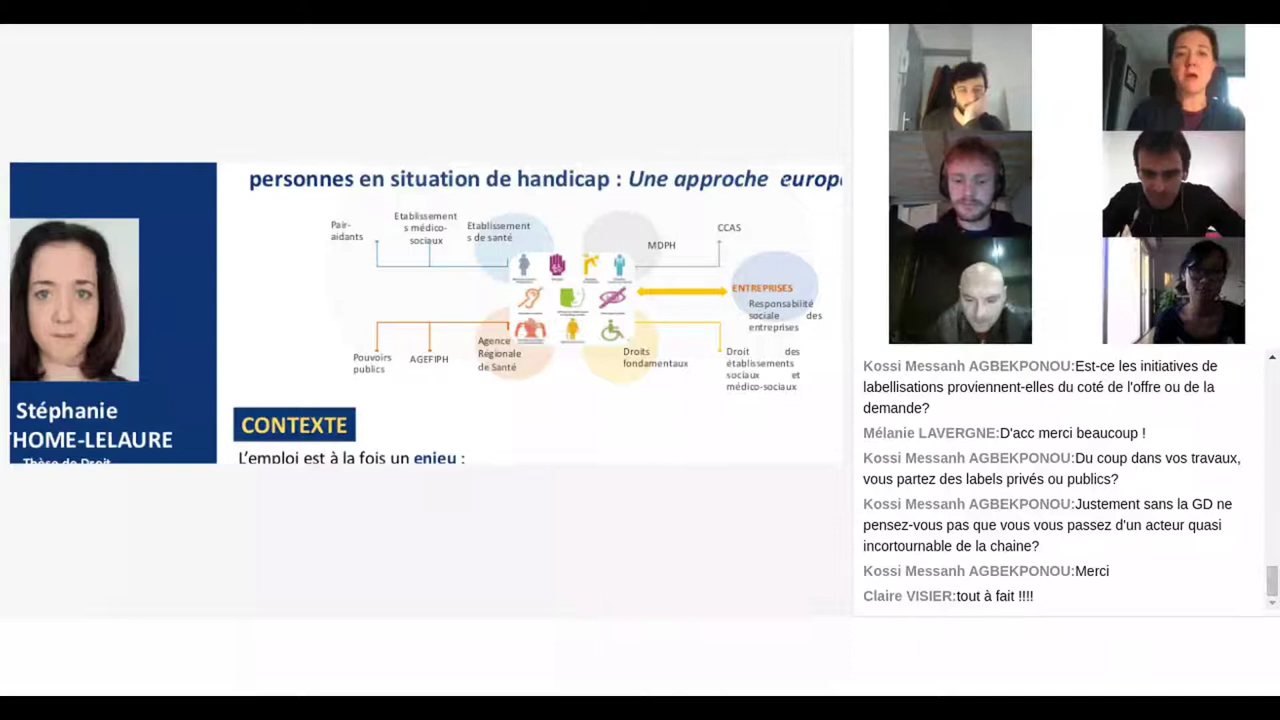 personnes en situation de handicap : Une approche europ
Pair-
aidants
Etablissement
s médico-
sociaux
Etablissement
s de santé
MDPH
CCAS
ENTREPRISES
Responsabilité
sociale des
entreprises
Pouvoirs
publics
AGEFIPH
Agence
Régionale
de Santé
Droits
fondamentaux
Droit des
établissements
sociaux et
médico-sociaux
Stéphanie
THOME-LELAURE
Thèse de Droit
CONTEXTE
L'emploi est à la fois un enjeu :
Kossi Messanh AGBEKPONOU:Est-ce les initiatives de
labellisations proviennent-elles du coté de l'offre ou de la
demande?
Mélanie LAVERGNE:D'acc merci beaucoup !
Kossi Messanh AGBEKPONOU:Du coup dans vos travaux,
vous partez des labels privés ou publics?
Kossi Messanh AGBEKPONOU:Justement sans la GD ne
pensez-vous pas que vous vous passez d'un acteur quasi
incortournable de la chaine?
Kossi Messanh AGBEKPONOU:Merci
Claire VISIER:tout à fait !!!!